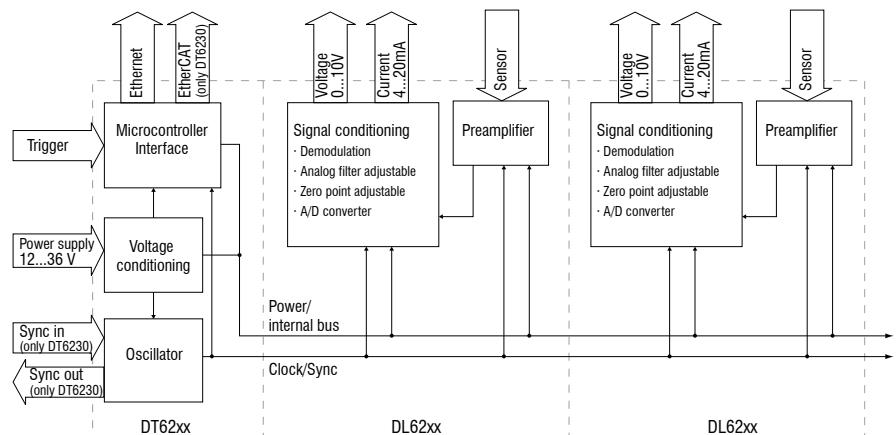 Ethernet
EtherCAT
(only DT6230)
Voltage
0...10V
Current
4...20mA
Sensor
Voltage
0...10V
Current
4...20mA
Sensor
Trigger
Microcontroller
Interface
Signal conditioning
· Demodulation
· Analog filter adjustable
· Zero point adjustable
· A/D converter
Preamplifier
Signal conditioning
· Demodulation
· Analog filter adjustable
· Zero point adjustable
· A/D converter
Preamplifier
Power supply
12...36 V
Voltage
conditioning
Power/
internal bus
Sync in
(only DT6230)
Oscillator
Sync out
(only DT6230)
Clock/Sync
DT62xx
DL62xx
DL62xx